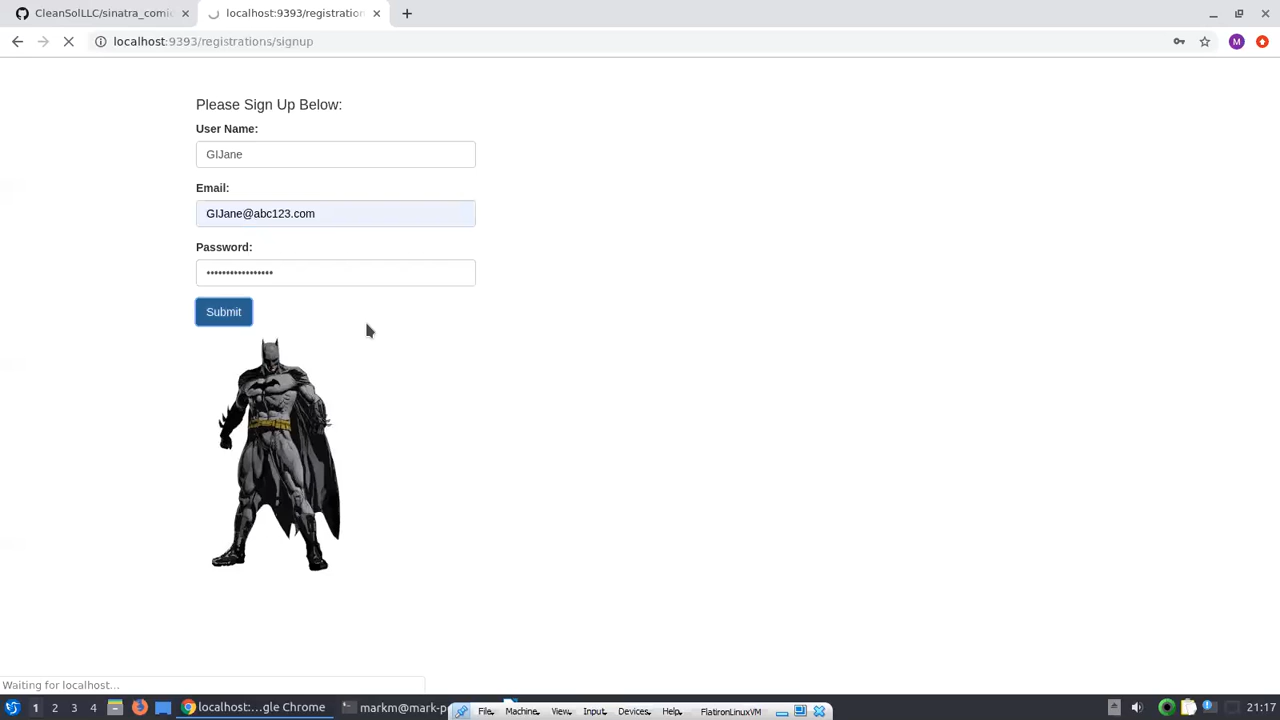 CleanSolLLC/sinatra_comic
localhost:9393/registration
localhost:9393/registrations/signup
M
Please Sign Up Below:
User Name:
GIJane
Email:
GIJane@abc123.com
Password:
•••••••••••••••••
Submit
Waiting for localhost...
1 2 3 4 localhost:...gle Chrome markm@mark-p File Machine View Input Devices Help FlatironLinuxVM 21:17